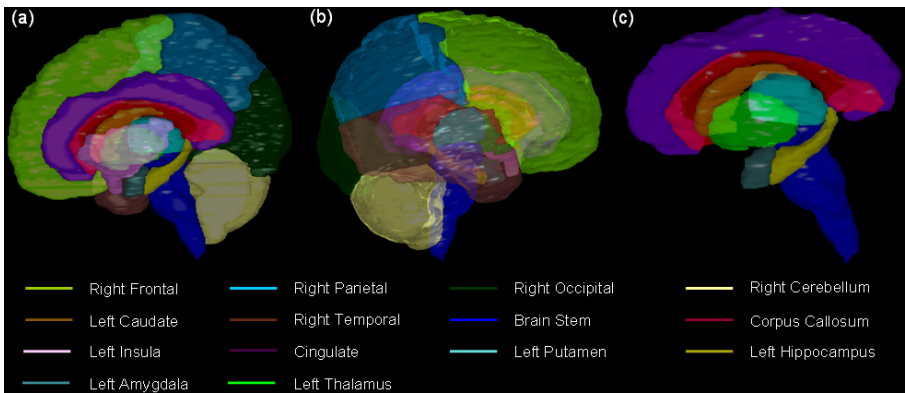 (a) (b) (c)
Right Frontal Right Parietal Right Occipital Right Cerebellum
Left Caudate Right Temporal Brain Stem Corpus Callosum
Left Insula Cingulate Left Putamen Left Hippocampus
Left Amygdala Left Thalamus